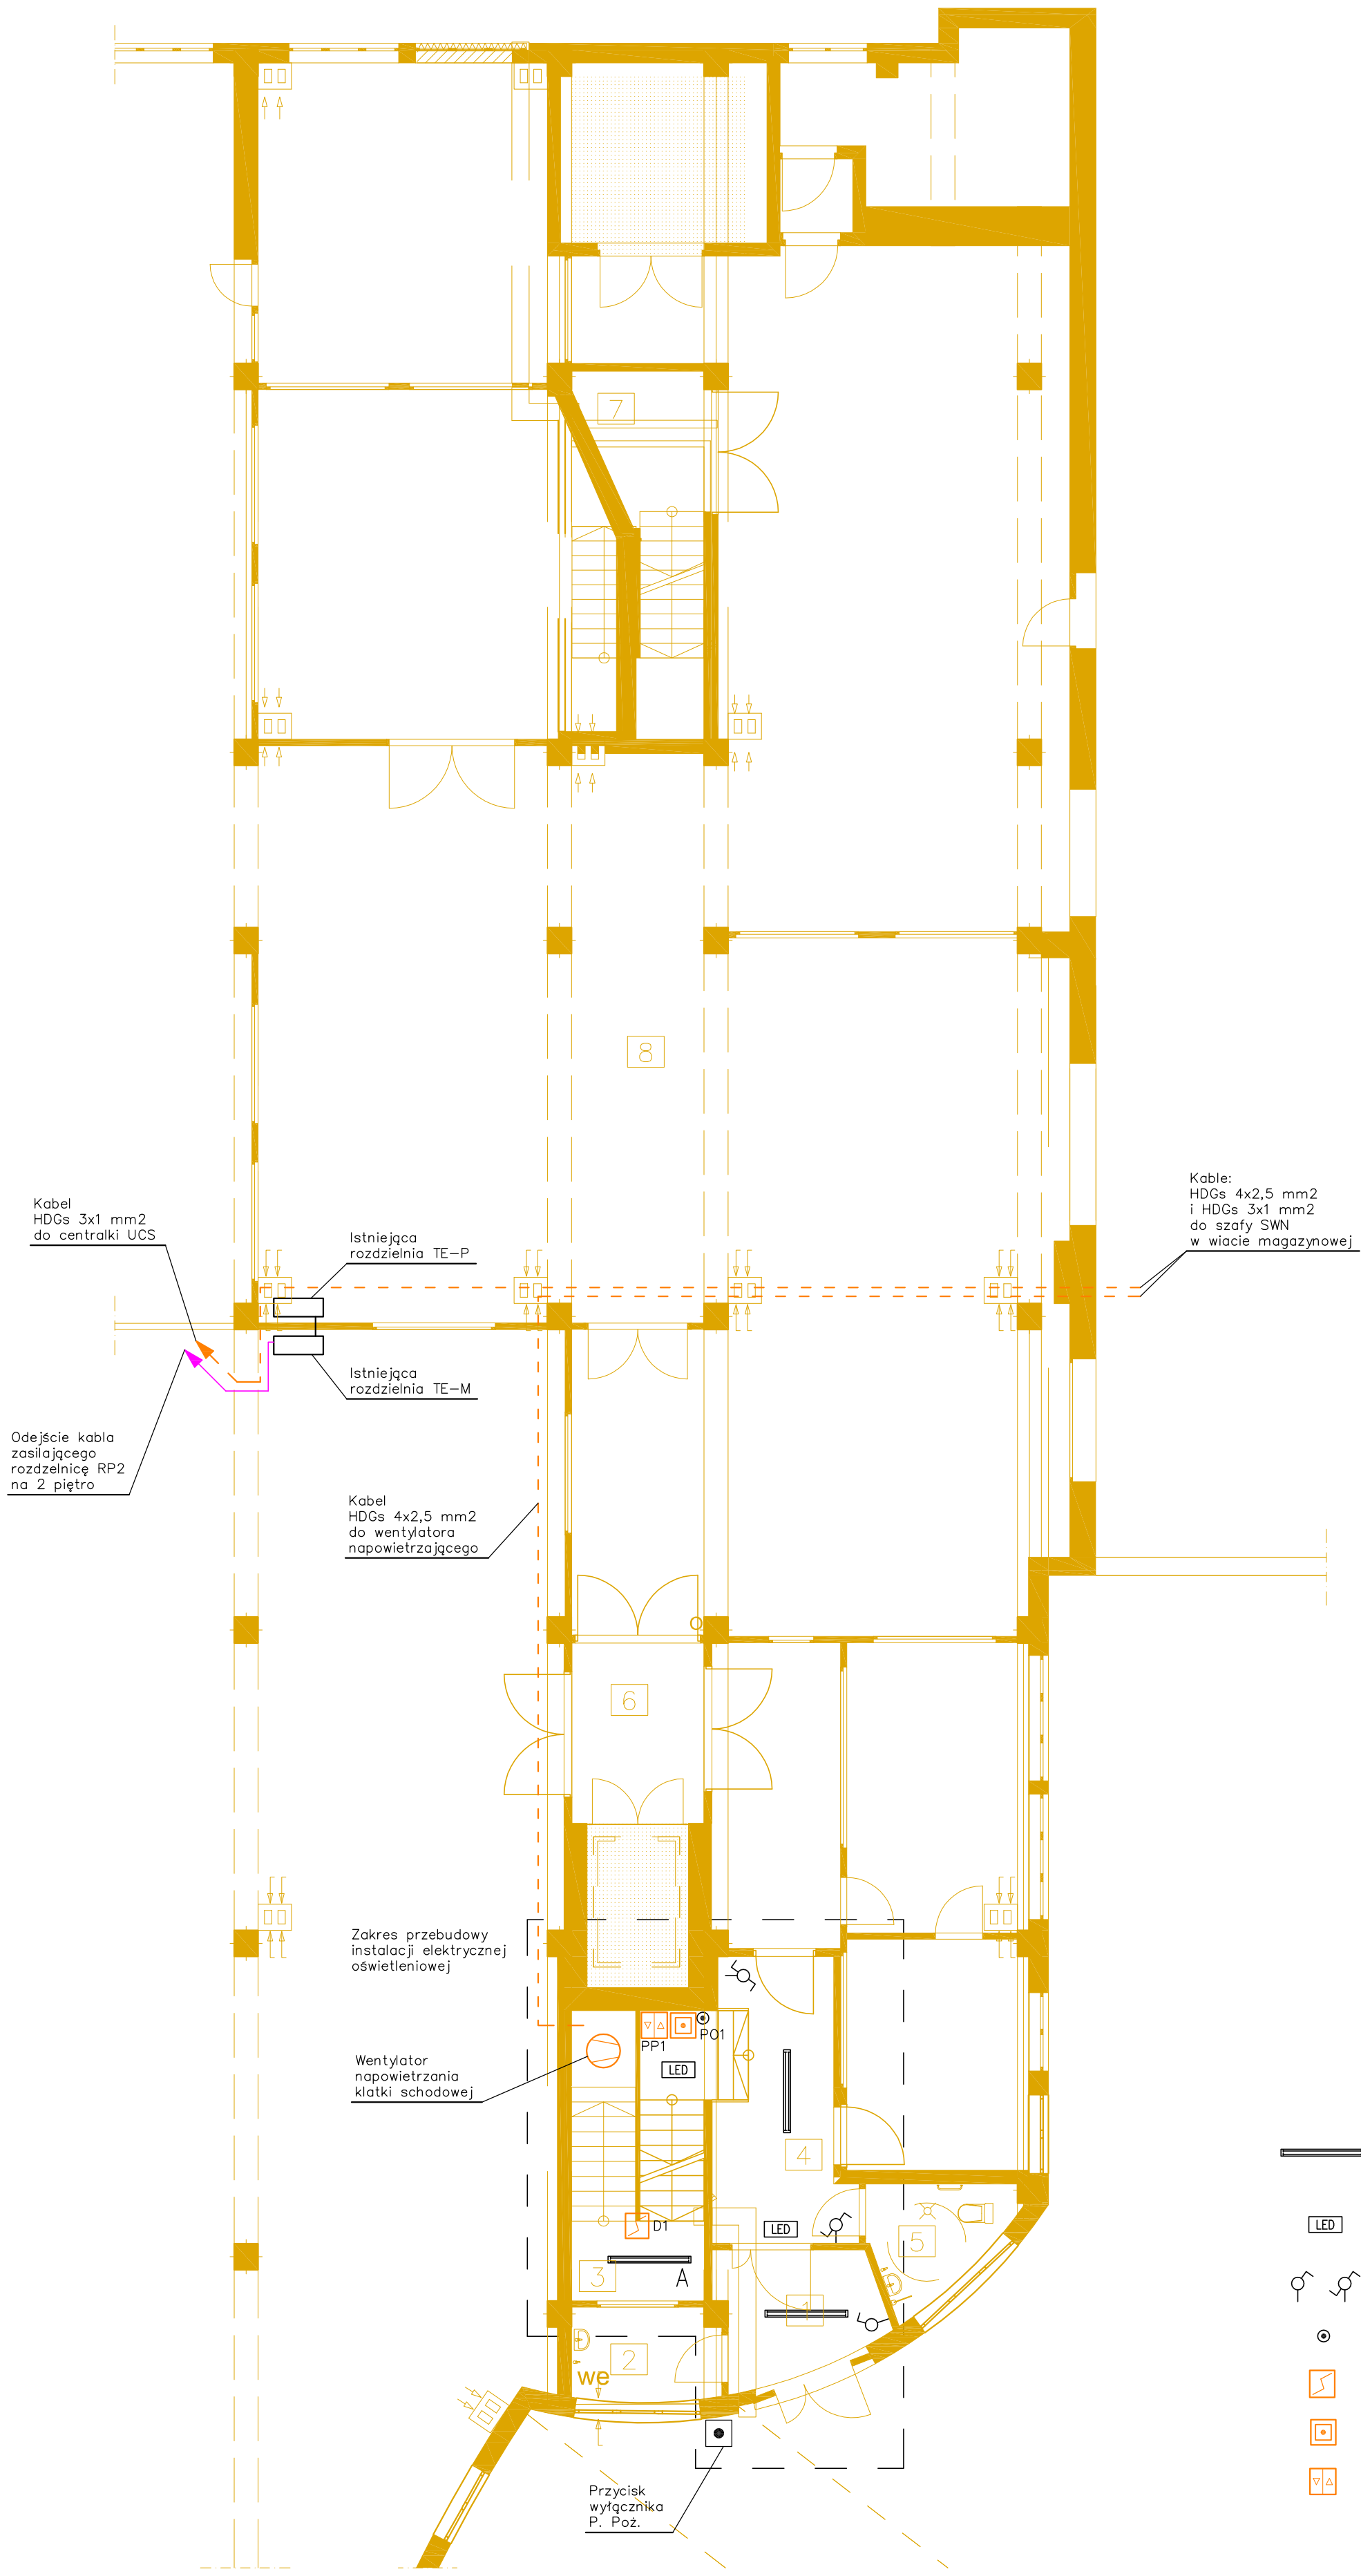 7
8
Kabel
HDGs 3x1 mm2
do centralki UCS
Istniejąca
rozdzielnia TE-P
Kable:
HDGs 4x2,5 mm2
i HDGs 3x1 mm2
do szafy SWN
w wiacie magazynowej
Istniejąca
rozdzielnia TE-M
Odejście kabla
zasilającego
rozdzelnicę RP2
na 2 piętro
Kabel
HDGs 4x2,5 mm2
do wentylatora
napowietrzającego
o
6
Zakres przebudowy
instalacji elektrycznej
oświetleniowej
PP1
PO1
LED
Wentylator
napowietrzania
klatki schodowej
4
D1
LED
5
LED
3
A
1
2
we
Przycisk
wyłącznika
P. Poż.